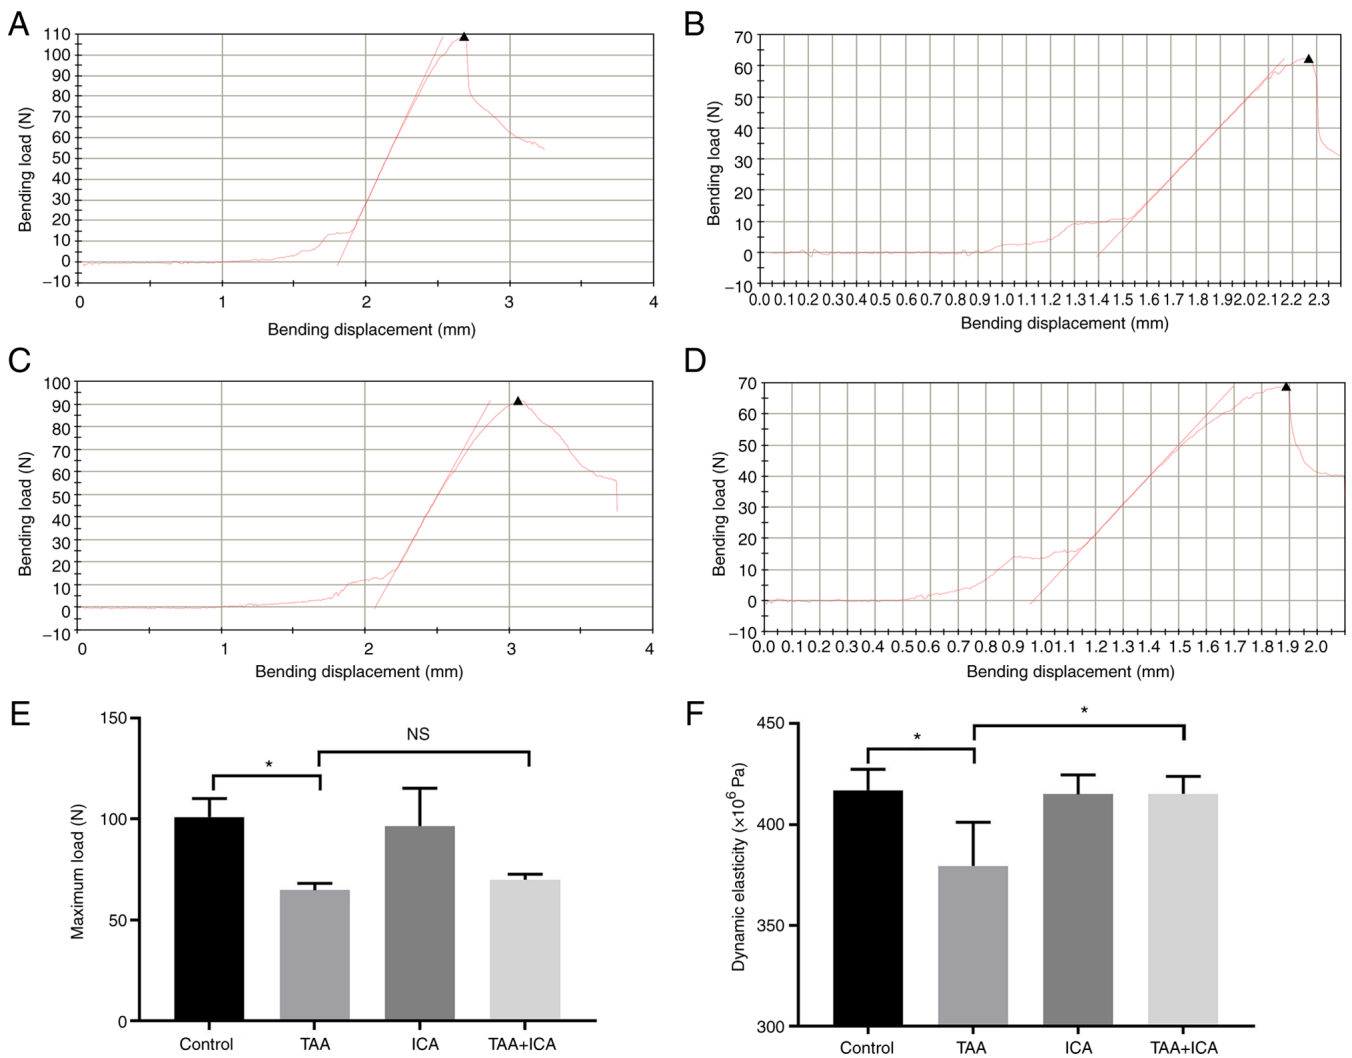 A
Bending load (N)
110
100
90
80
70
60
50
40
30
20
10
0
−10
0 1 2 3 4
Bending displacement (mm)
B
Bending load (N)
70
60
50
40
30
20
10
0
−10
0.0 0.1 0.2 0.3 0.4 0.5 0.6 0.7 0.8 0.9 1.0 1.1 1.2 1.3 1.4 1.5 1.6 1.7 1.8 1.9 2.0 2.1 2.2 2.3
Bending displacement (mm)
C
Bending load (N)
100
90
80
70
60
50
40
30
20
10
0
−10
0 1 2 3 4
Bending displacement (mm)
D
Bending load (N)
70
60
50
40
30
20
10
0
−10
0.0 0.1 0.2 0.3 0.4 0.5 0.6 0.7 0.8 0.9 1.0 1.1 1.2 1.3 1.4 1.5 1.6 1.7 1.8 1.9 2.0
Bending displacement (mm)
E
Maximum load (N)
150
100
50
0
* NS
Control TAA ICA TAA+ICA
F
Dynamic elasticity (×10⁶ Pa)
450
400
350
300
* *
Control TAA ICA TAA+ICA